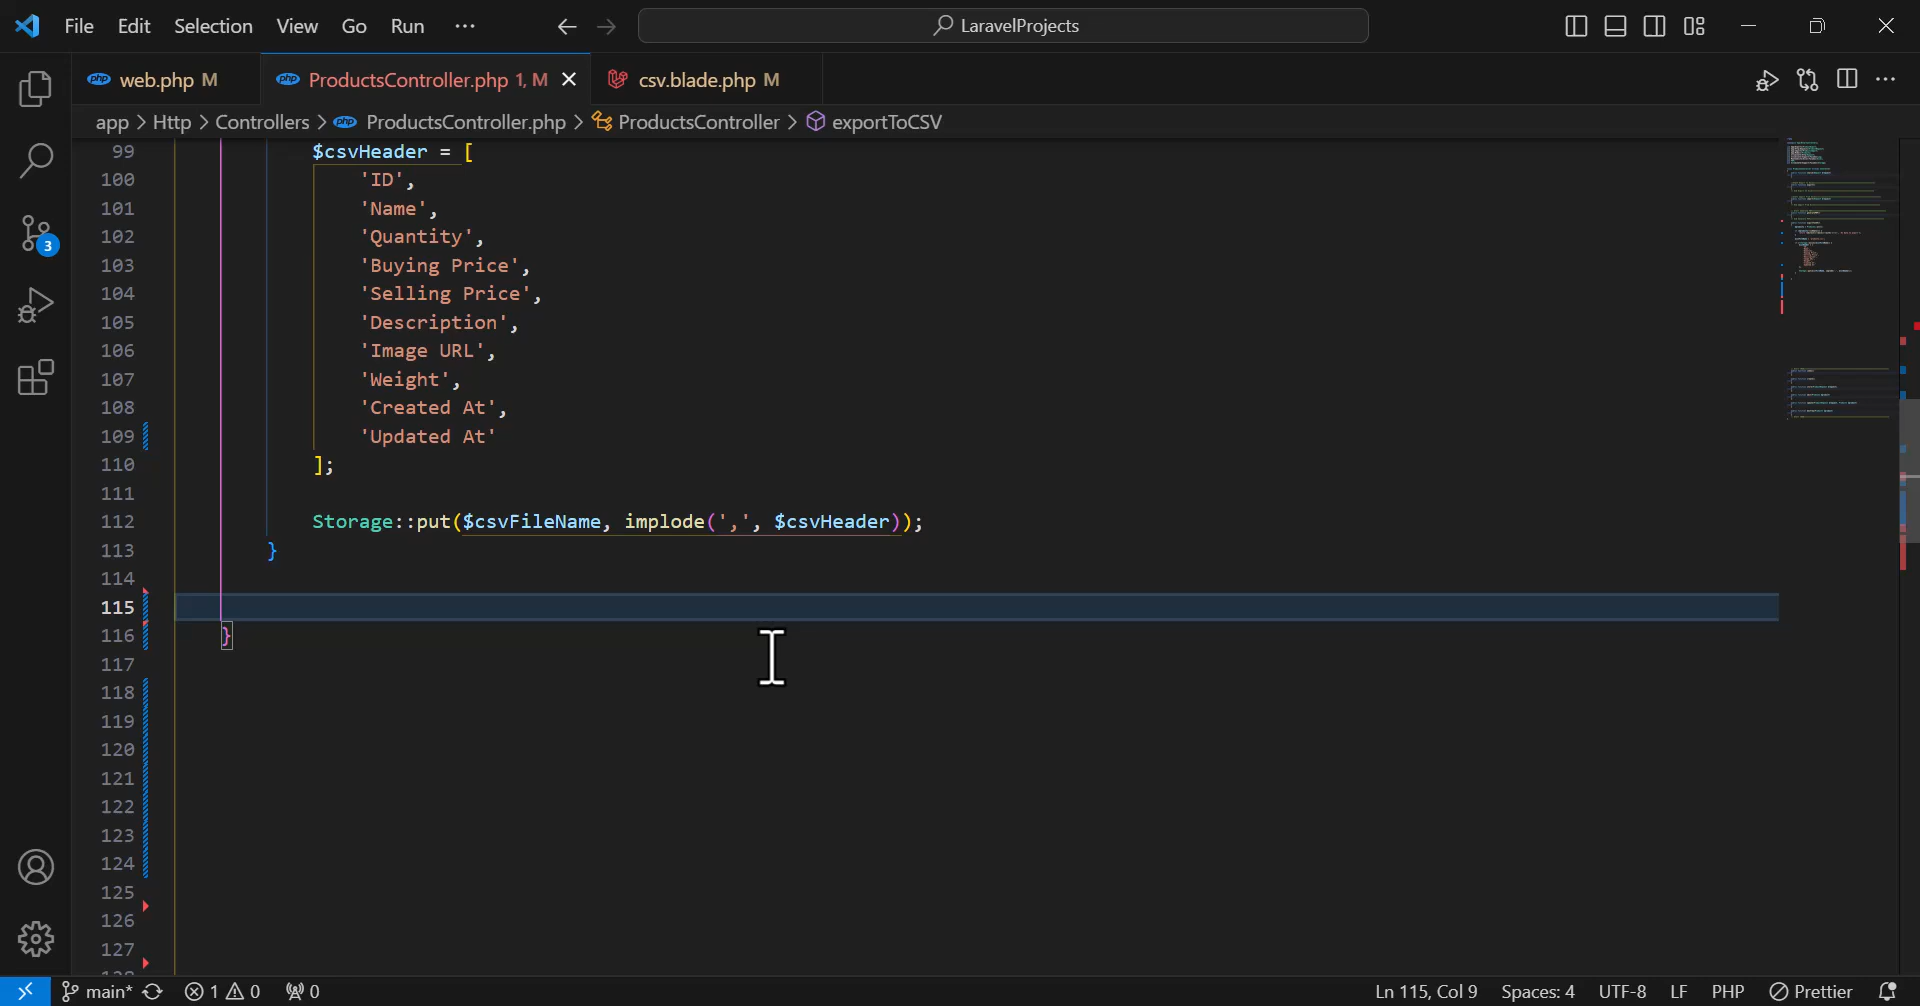 File Edit Selection View Go Run ··· LaravelProjects
web.php M ProductsController.php 1, M csv.blade.php M
app > Http > Controllers > ProductsController.php > ProductsController > exportToCSV
99 $csvHeader = [
100 'ID',
101 'Name',
102 'Quantity',
103 'Buying Price',
104 'Selling Price',
105 'Description',
106 'Image URL',
107 'Weight',
108 'Created At',
109 'Updated At'
110 ];
111
112 Storage::put($csvFileName, implode(',', $csvHeader));
113 }
114
115
116 }
117
118
119
120
121
122
123
124
125
126
127
3
main* 1 0 0 Ln 115, Col 9 Spaces: 4 UTF-8 LF PHP Prettier